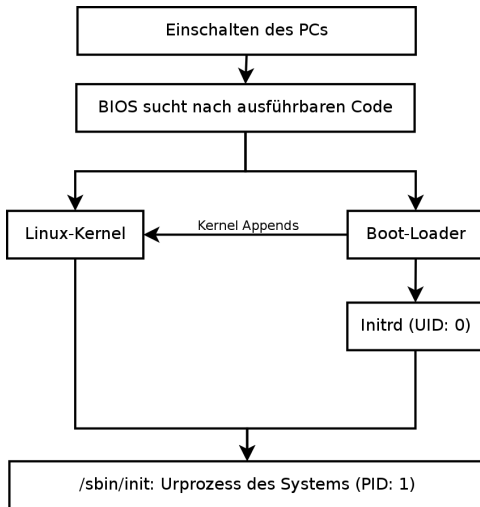 Einschalten des PCs
BIOS sucht nach ausführbaren Code
Linux-Kernel
Kernel Appends
Boot-Loader
Initrd (UID: 0)
/sbin/init: Urprozess des Systems (PID: 1)